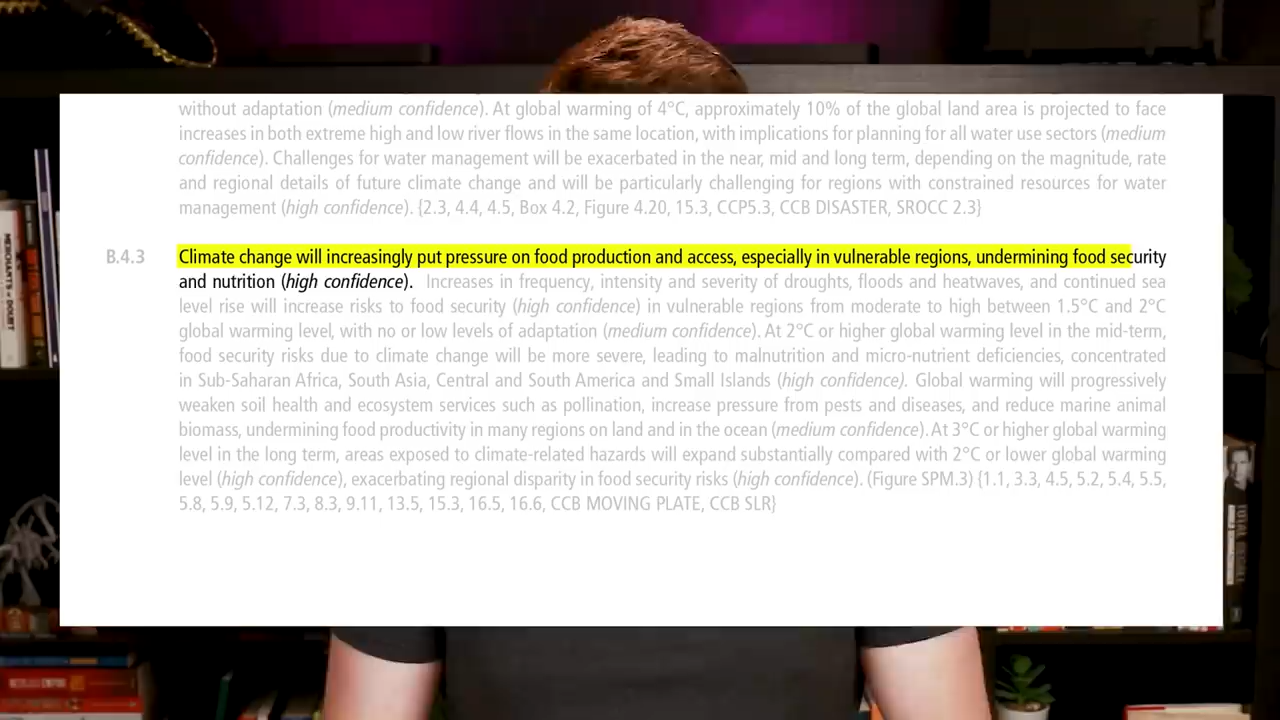 without adaptation (medium confidence). At global warming of 4°C, approximately 10% of the global land area is projected to face
increases in both extreme high and low river flows in the same location, with implications for planning for all water use sectors (medium
confidence). Challenges for water management will be exacerbated in the near, mid and long term, depending on the magnitude, rate
and regional details of future climate change and will be particularly challenging for regions with constrained resources for water
management (high confidence). {2.3, 4.4, 4.5, Box 4.2, Figure 4.20, 15.3, CCP5.3, CCB DISASTER, SROCC 2.3}
B.4.3 Climate change will increasingly put pressure on food production and access, especially in vulnerable regions, undermining food security
and nutrition (high confidence). Increases in frequency, intensity and severity of droughts, floods and heatwaves, and continued sea
level rise will increase risks to food security (high confidence) in vulnerable regions from moderate to high between 1.5°C and 2°C
global warming level, with no or low levels of adaptation (medium confidence). At 2°C or higher global warming level in the mid-term,
food security risks due to climate change will be more severe, leading to malnutrition and micro-nutrient deficiencies, concentrated
in Sub-Saharan Africa, South Asia, Central and South America and Small Islands (high confidence). Global warming will progressively
weaken soil health and ecosystem services such as pollination, increase pressure from pests and diseases, and reduce marine animal
biomass, undermining food productivity in many regions on land and in the ocean (medium confidence). At 3°C or higher global warming
level in the long term, areas exposed to climate-related hazards will expand substantially compared with 2°C or lower global warming
level (high confidence), exacerbating regional disparity in food security risks (high confidence). (Figure SPM.3) {1.1, 3.3, 4.5, 5.2, 5.4, 5.5,
5.8, 5.9, 5.12, 7.3, 8.3, 9.11, 13.5, 15.3, 16.5, 16.6, CCB MOVING PLATE, CCB SLR}
MERCHANTS of DOUBT
TOTAL